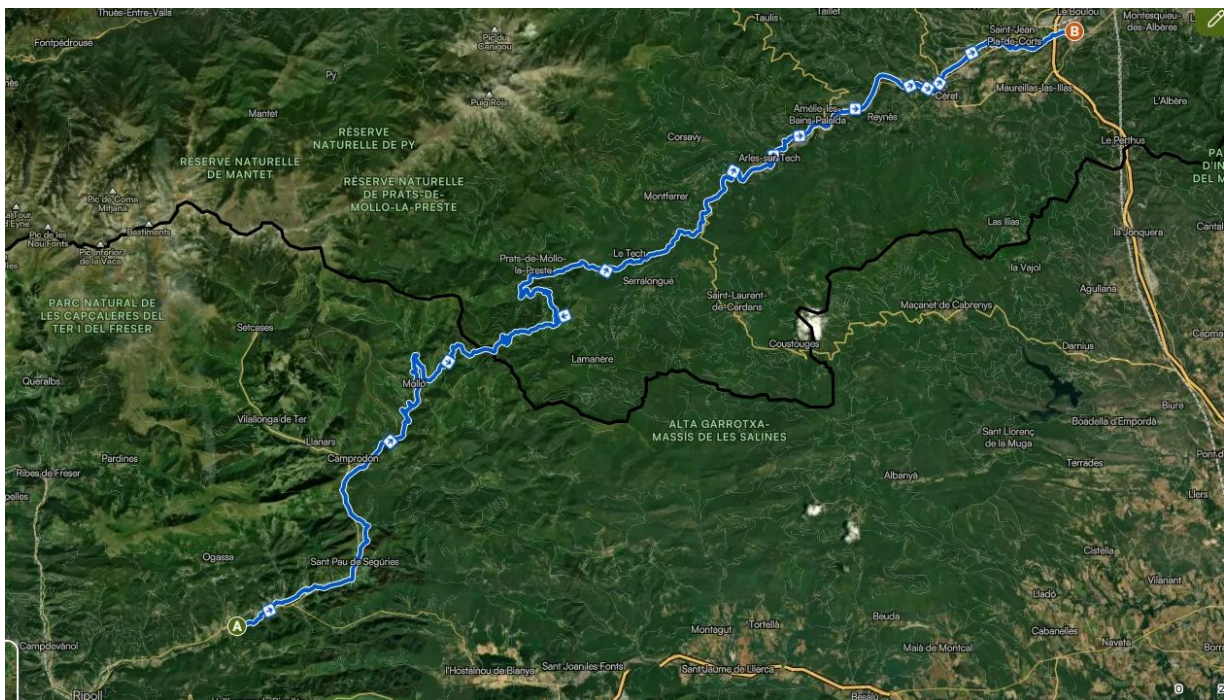 Thuès-Entre-Valls
Fontpédrouse
Pic du
Canigou
Taulis
Taillet
Le Boulou
Montesquieu-
des-Albères
Saint-Jean
Pla-de-Corts
B
Py
Puig Roja
Mantet
Céret
Maureillas-las-Illas
L'Albère
Amélie-les
Bains-Palalda
Reynès
RÉSERVE
NATURELLE DE PY
Corsavy
Le Perthus
RÉSERVE NATURELLE
DE MANTET
Arles-sur-Tech
RÉSERVE NATURELLE
DE PRATS-DE-
MOLLO-LA-PRESTE
Montferrer
Pic de Coma
Mitjana
La Tour
d'Eyne
Pic de les
Nou Fonts
Bastiments
Pic Inferior
de la Vaca
Las Illas
la Jonquera
Cantal
Prats-de-Mollo-
la-Preste
Le Tech
Serralongue
la Vajol
Agullana
PARC NATURAL DE
LES CAPÇALERES DEL
TER I DEL FRESER
Saint-Laurent-
de-Cerdans
Maçanet de Cabrenys
Setcases
Coustouges
Darnius
Lamanère
Queralbs
Molló
Biure
Vilallonga de Ter
ALTA GARROTXA-
MASSÍS DE LES SALINES
Boadella d'Empordà
Llanars
Sant Llorenç
de la Muga
Camprodon
Pardines
Terrades
Ribes de Freser
Albanyà
Llers
Ogassa
Sant Pau de Segúries
Cistella
Vilanant
Lladó
A
Beuda
Montagut
Tortellà
Cabanelles
Navata
Campdevànol
Maià de Montcal
l'Hostalnou de Bianya
Sant Joan les Fonts
Sant Jaume de Llierca
Ripoll
Besalú
0